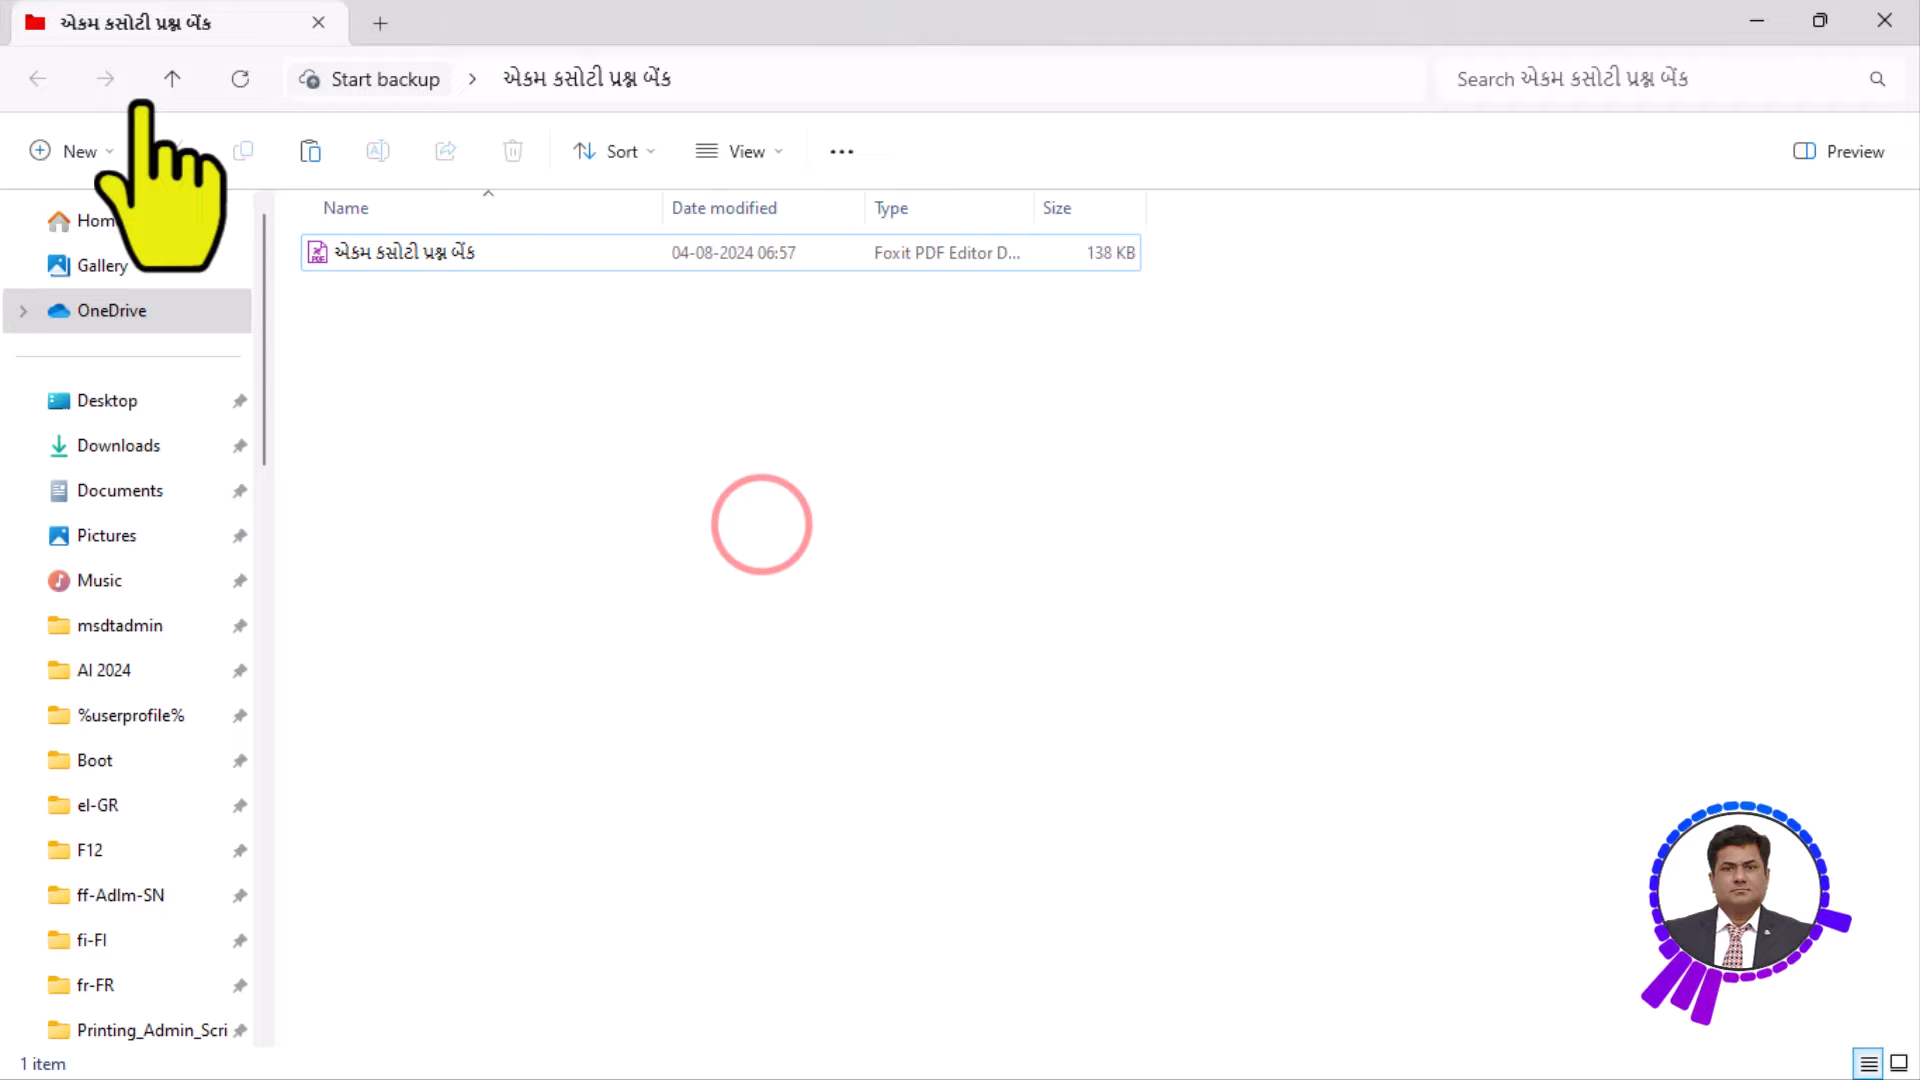 એકમ કસોટી પ્રશ્ન બેંક
Start backup
એકમ કસોટી પ્રશ્ન બેંક
Search એકમ કસોટી પ્રશ્ન બેંક
New
Sort
View
Preview
Name
Date modified
Type
Size
એકમ કસોટી પ્રશ્ન બેંક
04-08-2024 06:57
Foxit PDF Editor D...
138 KB
Gallery
OneDrive
Desktop
Downloads
Documents
Pictures
Music
msdtadmin
AI 2024
%userprofile%
Boot
el-GR
F12
ff-Adlm-SN
fi-FI
fr-FR
Printing_Admin_Scri
1 item